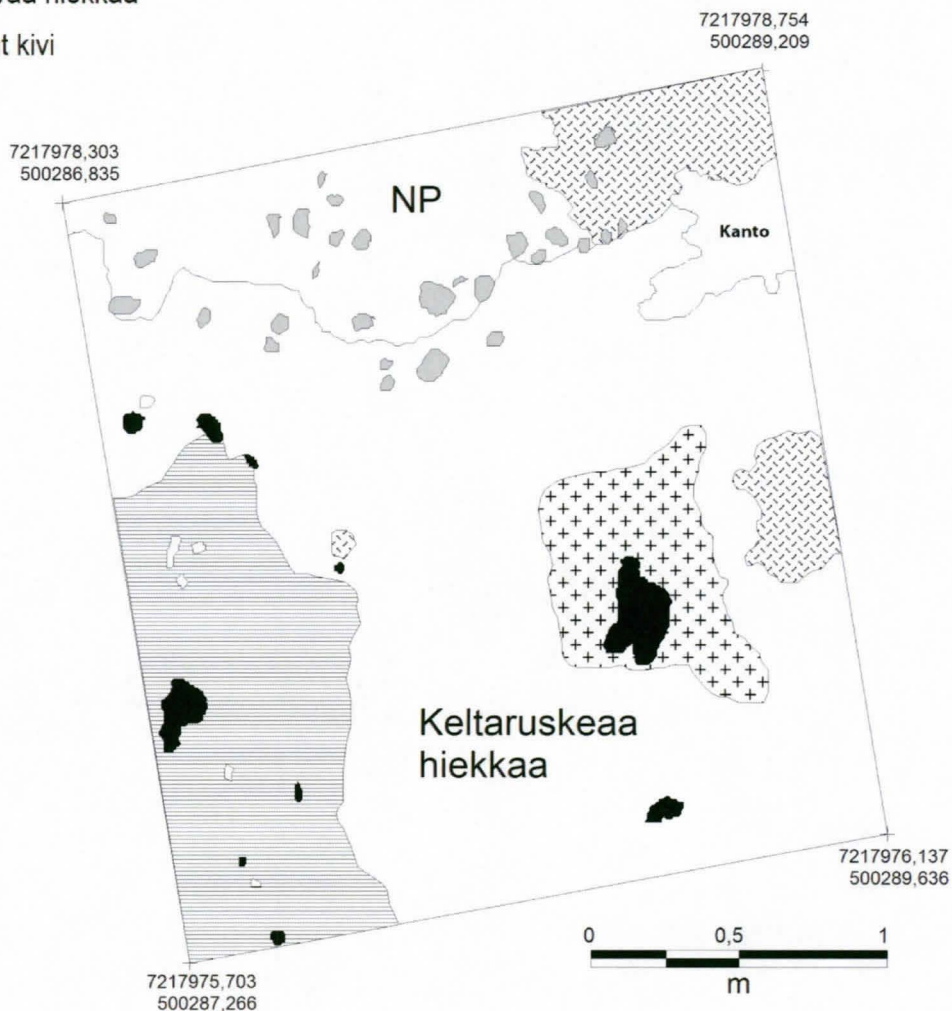 hiekkaa
t kivi
7217978,754
500289,209
7217978,303
500286,835
NP
Kanto
Keltaruskeaa
hiekkaa
7217976,137
500289,636
0 0,5 1
m
7217975,703
500287,266